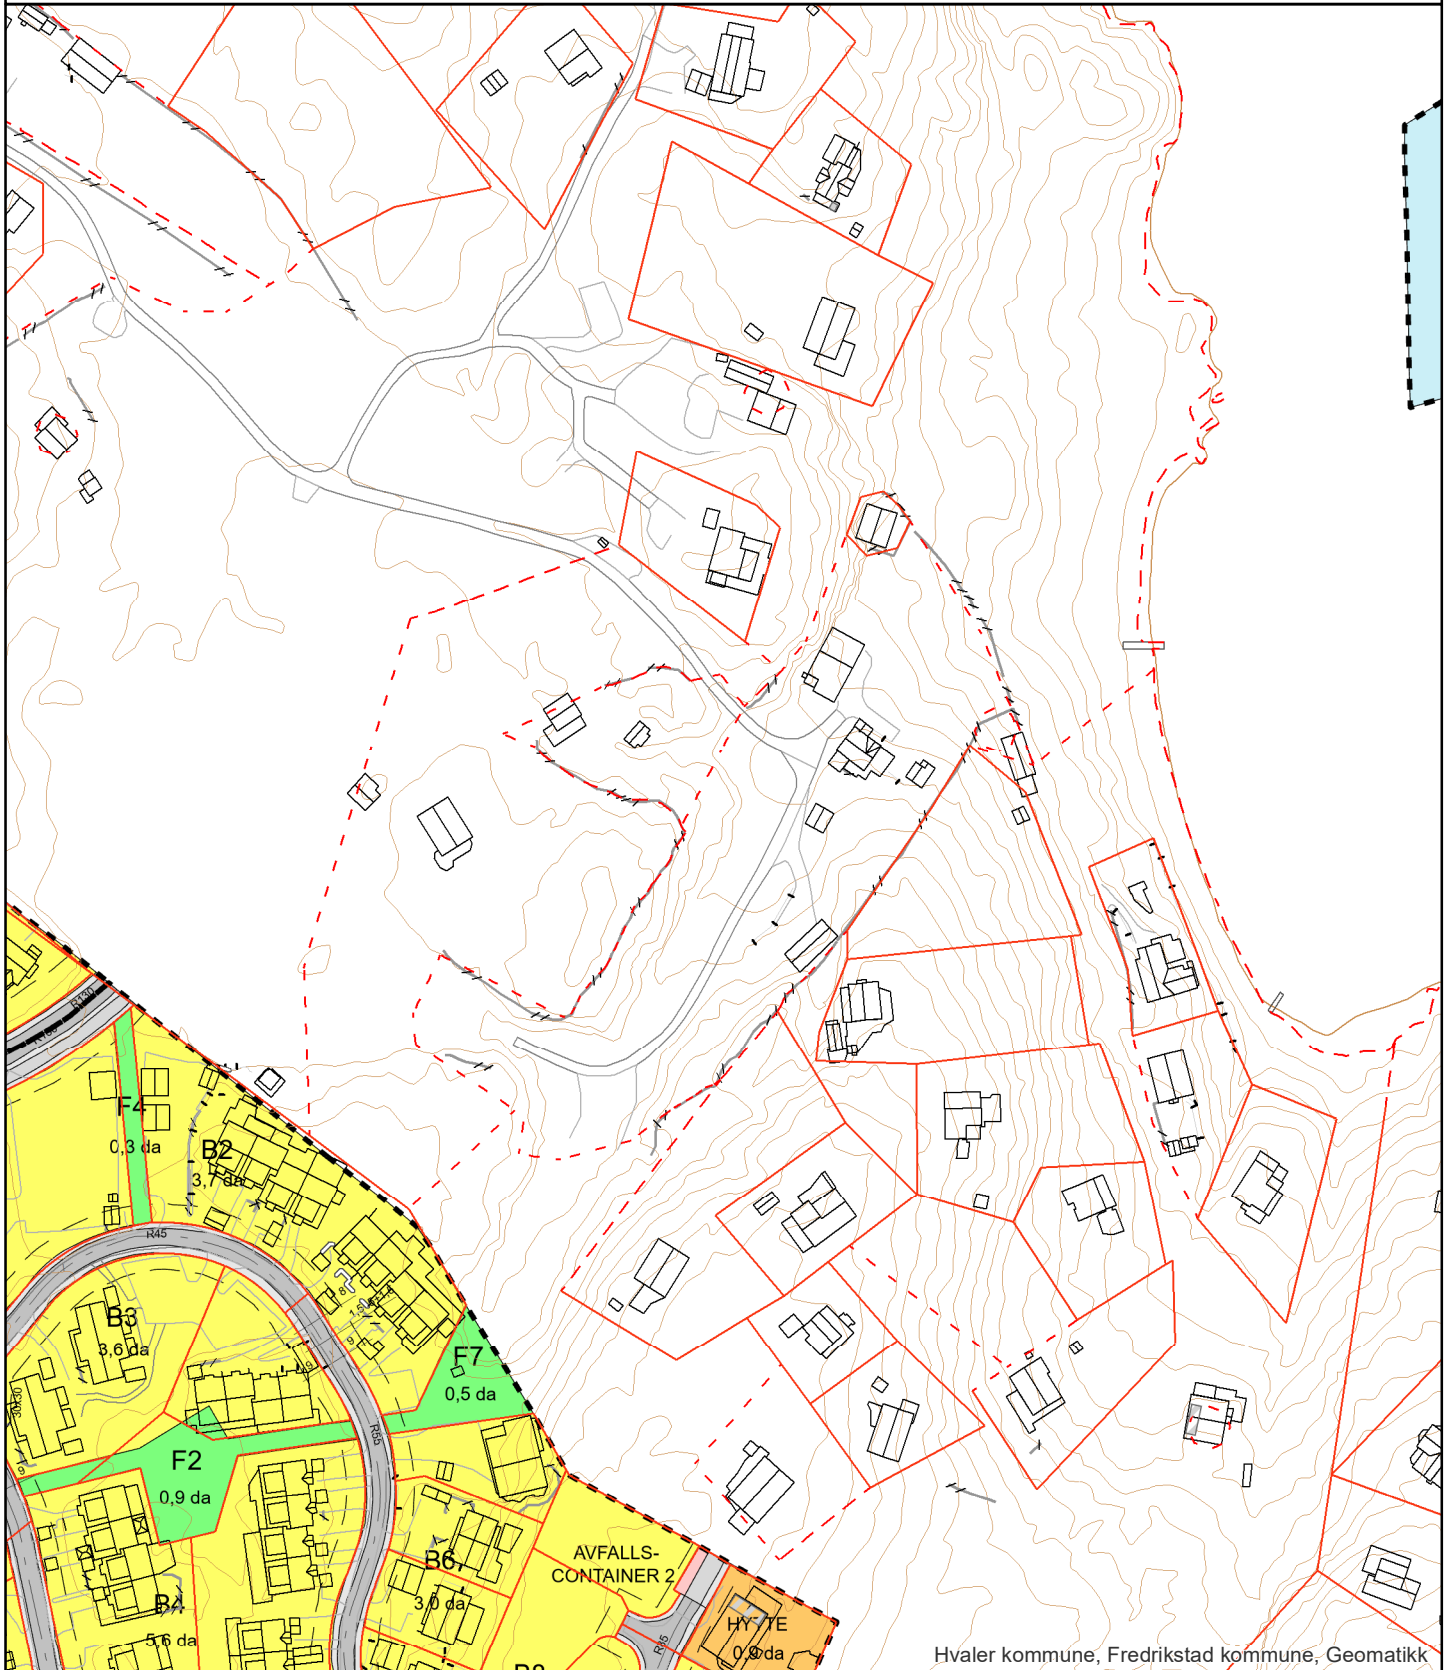 R130
F4
0,3 da
B2
3,7 da
R45
B3
3,6 da
F7
0,5 da
R55
F2
0,9 da
AVFALLS-
CONTAINER 2
B6
3,0 da
B4
5,6 da
HYTTE
0,9 da
R35
B8
Hvaler kommune, Fredrikstad kommune, Geomatikk